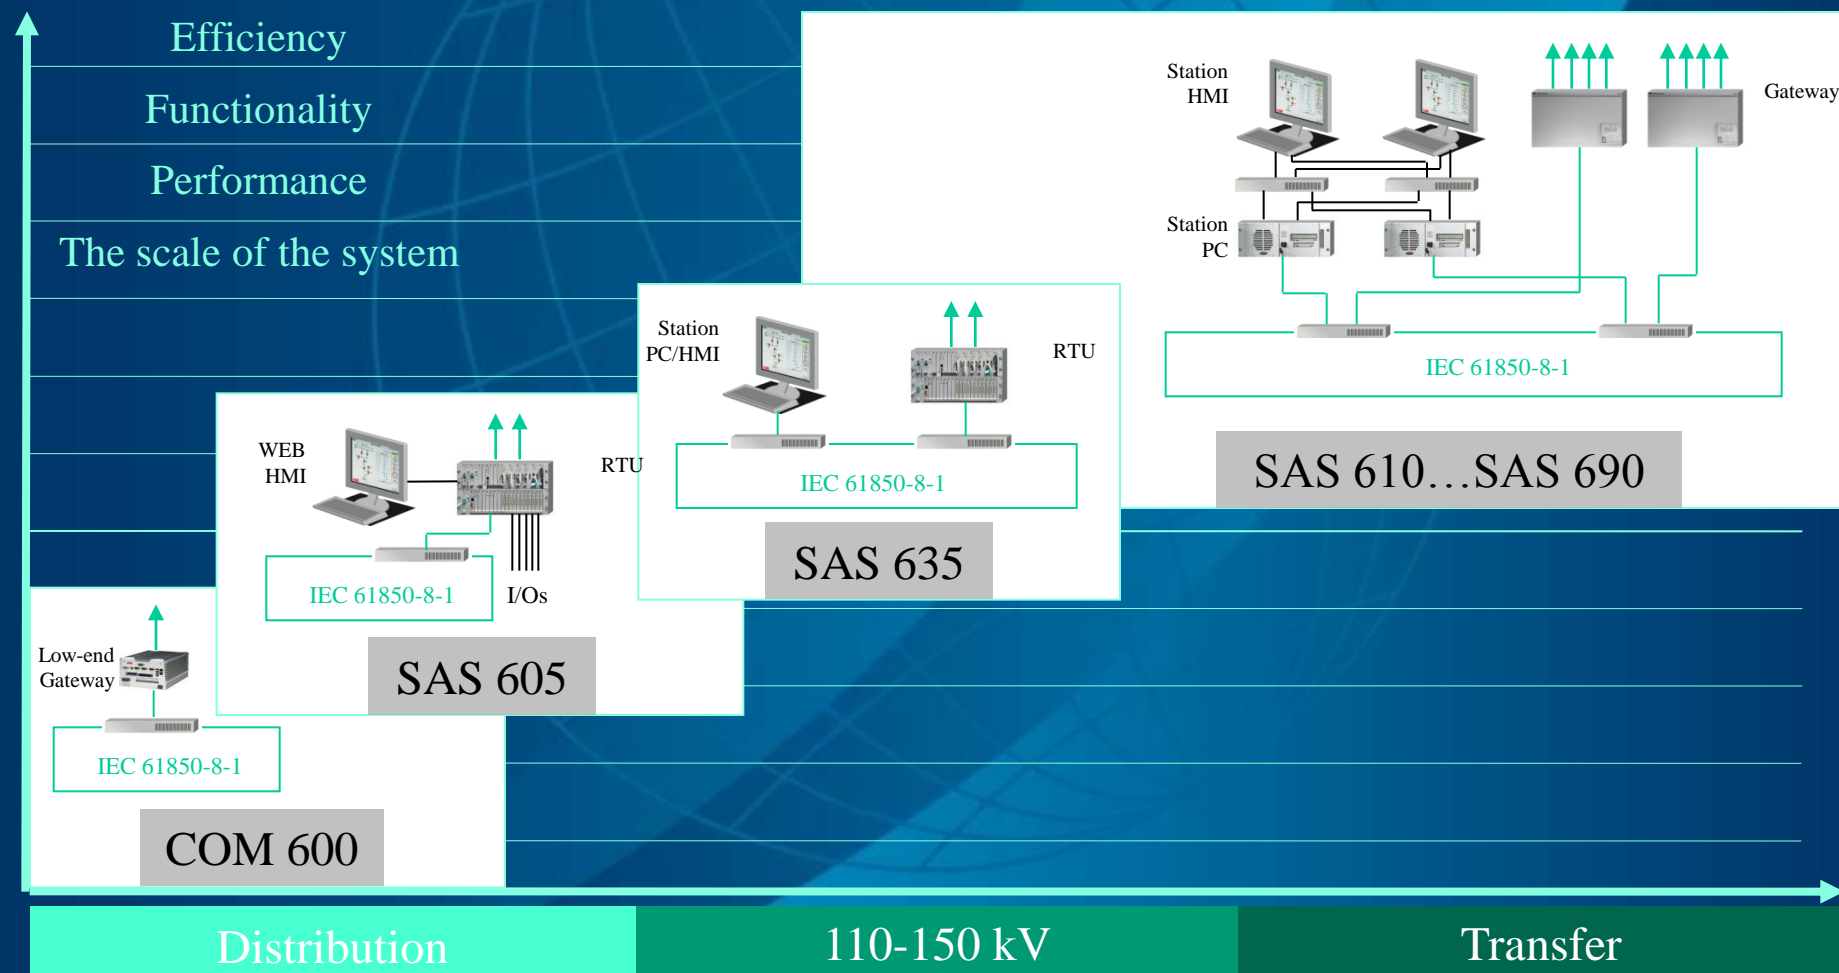 Efficiency
Functionality
Performance
The scale of the system
Station
HMI
Gateway
Station
PC
IEC 61850-8-1
SAS 610…SAS 690
Station
PC/HMI
RTU
IEC 61850-8-1
SAS 635
WEB
HMI
RTU
IEC 61850-8-1
I/Os
SAS 605
Low-end
Gateway
IEC 61850-8-1
COM 600
Distribution
110-150 kV
Transfer